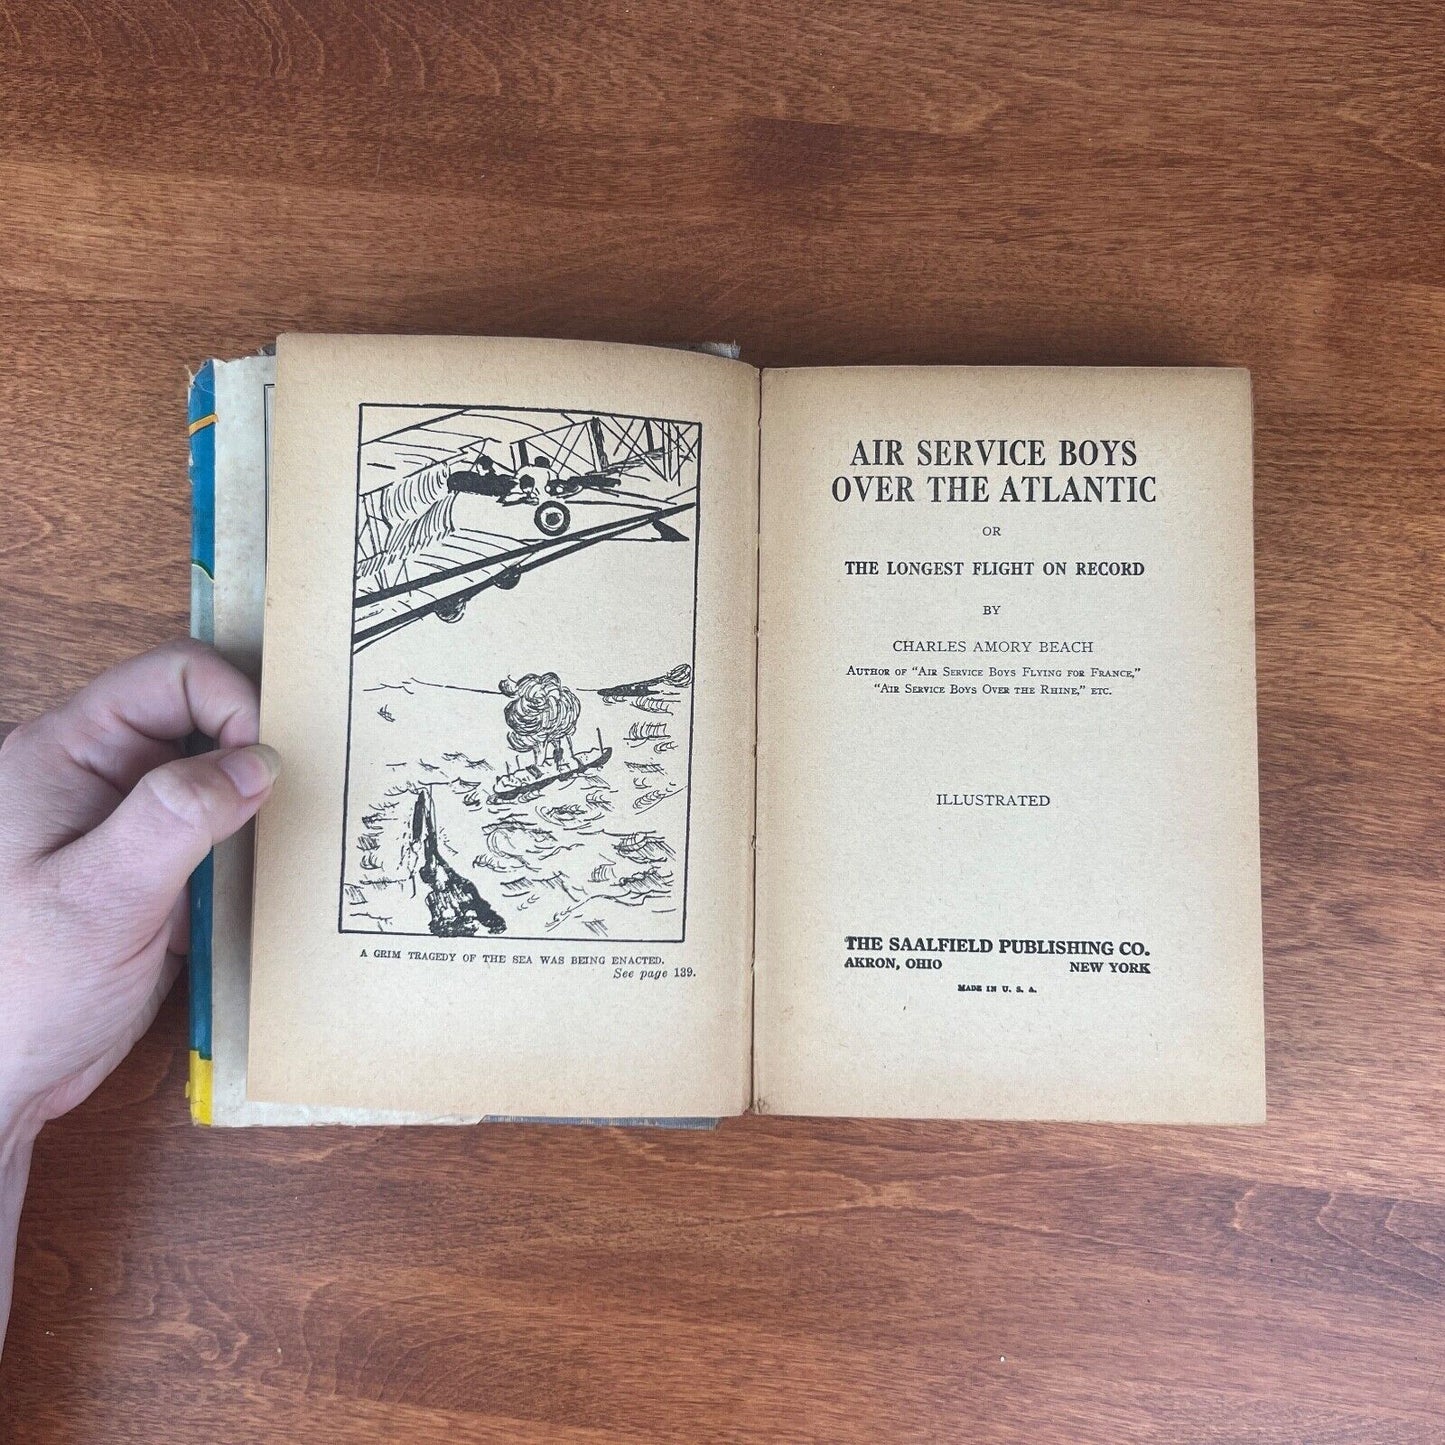 A GRIM TRAGEDY OF THE SEA WAS BEING ENACTED.
See page 139.
AIR SERVICE BOYS
OVER THE ATLANTIC
OR
THE LONGEST FLIGHT ON RECORD
BY
CHARLES AMORY BEACH
AUTHOR OF "AIR SERVICE BOYS FLYING FOR FRANCE,"
"AIR SERVICE BOYS OVER THE RHINE," ETC.
ILLUSTRATED
THE SAALFIELD PUBLISHING CO.
AKRON, OHIO NEW YORK
MADE IN U. S. A.